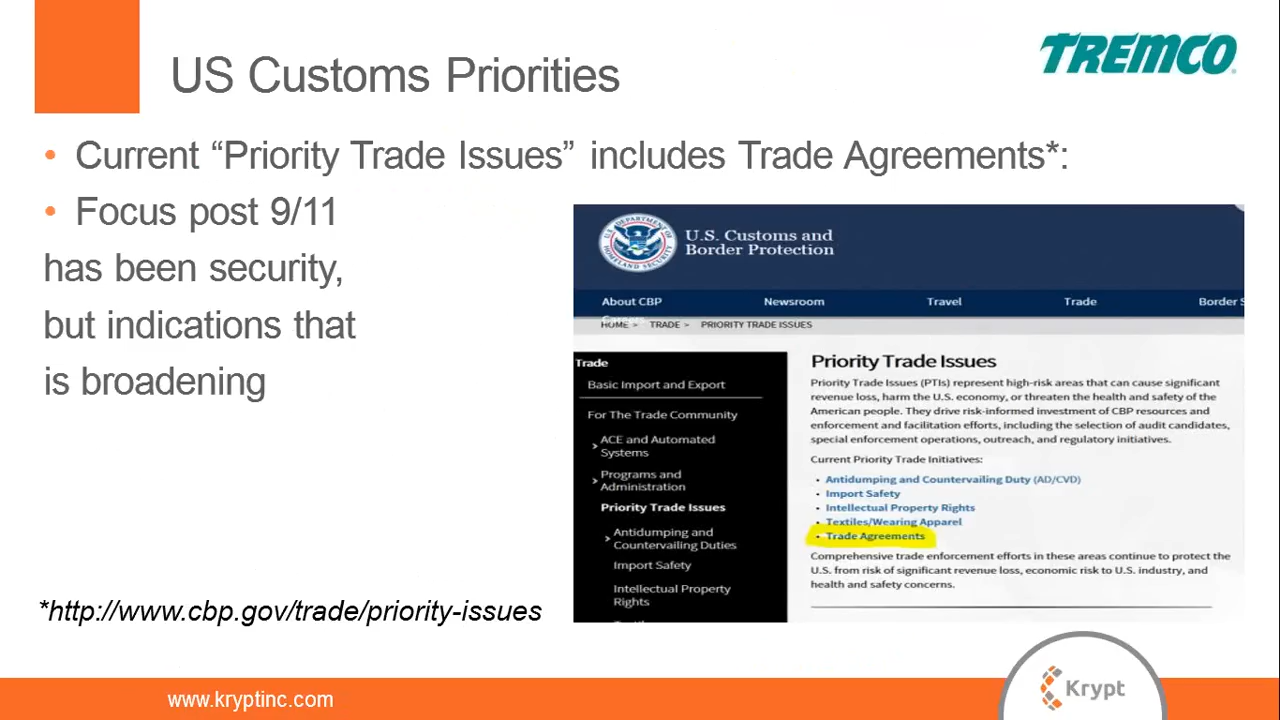 US Customs Priorities
TREMCO
• Current “Priority Trade Issues” includes Trade Agreements*:
• Focus post 9/11
has been security,
but indications that
is broadening
U.S. DEPARTMENT OF HOMELAND SECURITY
U.S. Customs and
Border Protection
About CBP Newsroom Travel Trade Border S
HOME > TRADE > PRIORITY TRADE ISSUES
Trade
Basic Import and Export
For The Trade Community
> ACE and Automated
Systems
> Programs and
Administration
Priority Trade Issues
> Antidumping and
Countervailing Duties
Import Safety
Intellectual Property
Rights
Priority Trade Issues
Priority Trade Issues (PTIs) represent high-risk areas that can cause significant
revenue loss, harm the U.S. economy, or threaten the health and safety of the
American people. They drive risk-informed investment of CBP resources and
enforcement and facilitation efforts, including the selection of audit candidates,
special enforcement operations, outreach, and regulatory initiatives.
Current Priority Trade Initiatives:
• Antidumping and Countervailing Duty (AD/CVD)
• Import Safety
• Intellectual Property Rights
• Textiles/Wearing Apparel
• Trade Agreements
Comprehensive trade enforcement efforts in these areas continue to protect the
U.S. from risk of significant revenue loss, economic risk to U.S. industry, and
health and safety concerns.
*http://www.cbp.gov/trade/priority-issues
www.kryptinc.com
Krypt